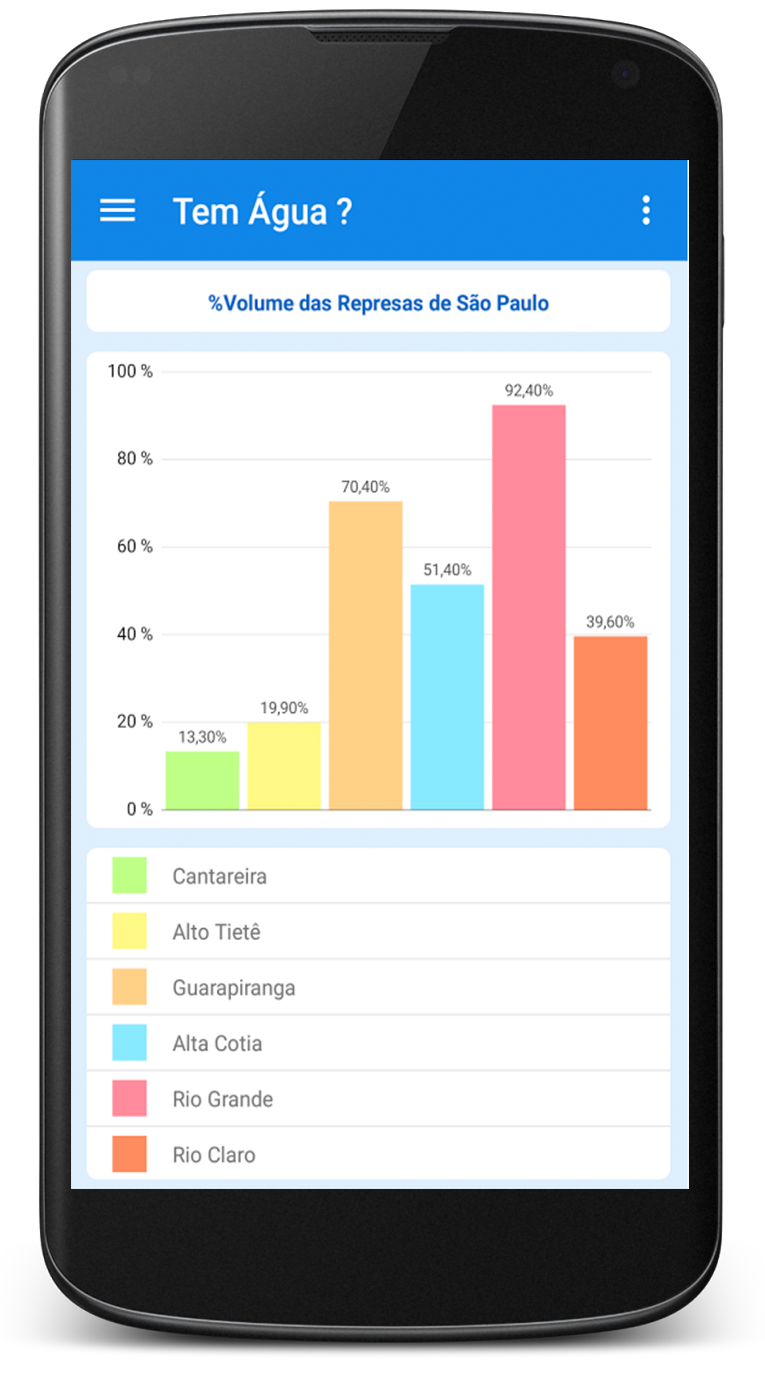 Tem Água ?
%Volume das Represas de São Paulo
100 %
80 %
60 %
40 %
20 %
0 %
13,30%
19,90%
70,40%
51,40%
92,40%
39,60%
Cantareira
Alto Tietê
Guarapiranga
Alta Cotia
Rio Grande
Rio Claro